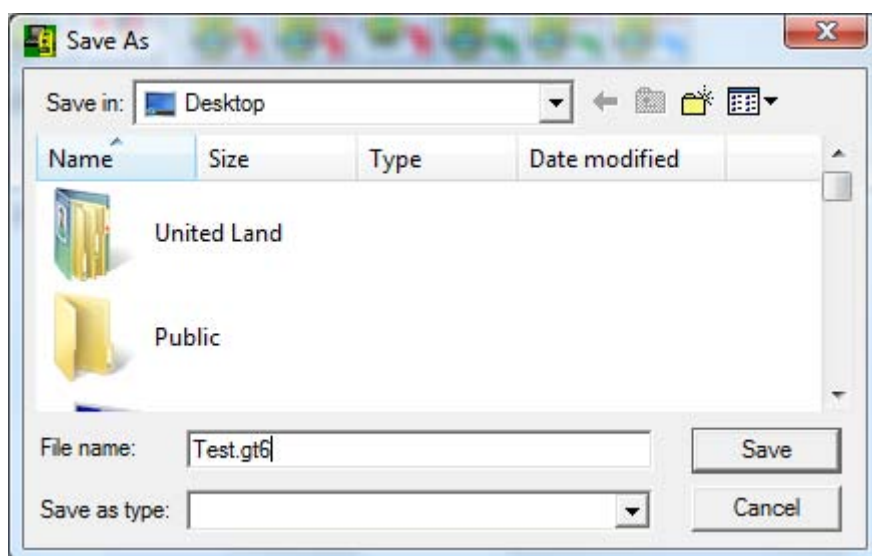 Save As
Save in: Desktop
Name Size Type Date modified
United Land
Public
File name: Test.gt6 Save
Save as type: Cancel